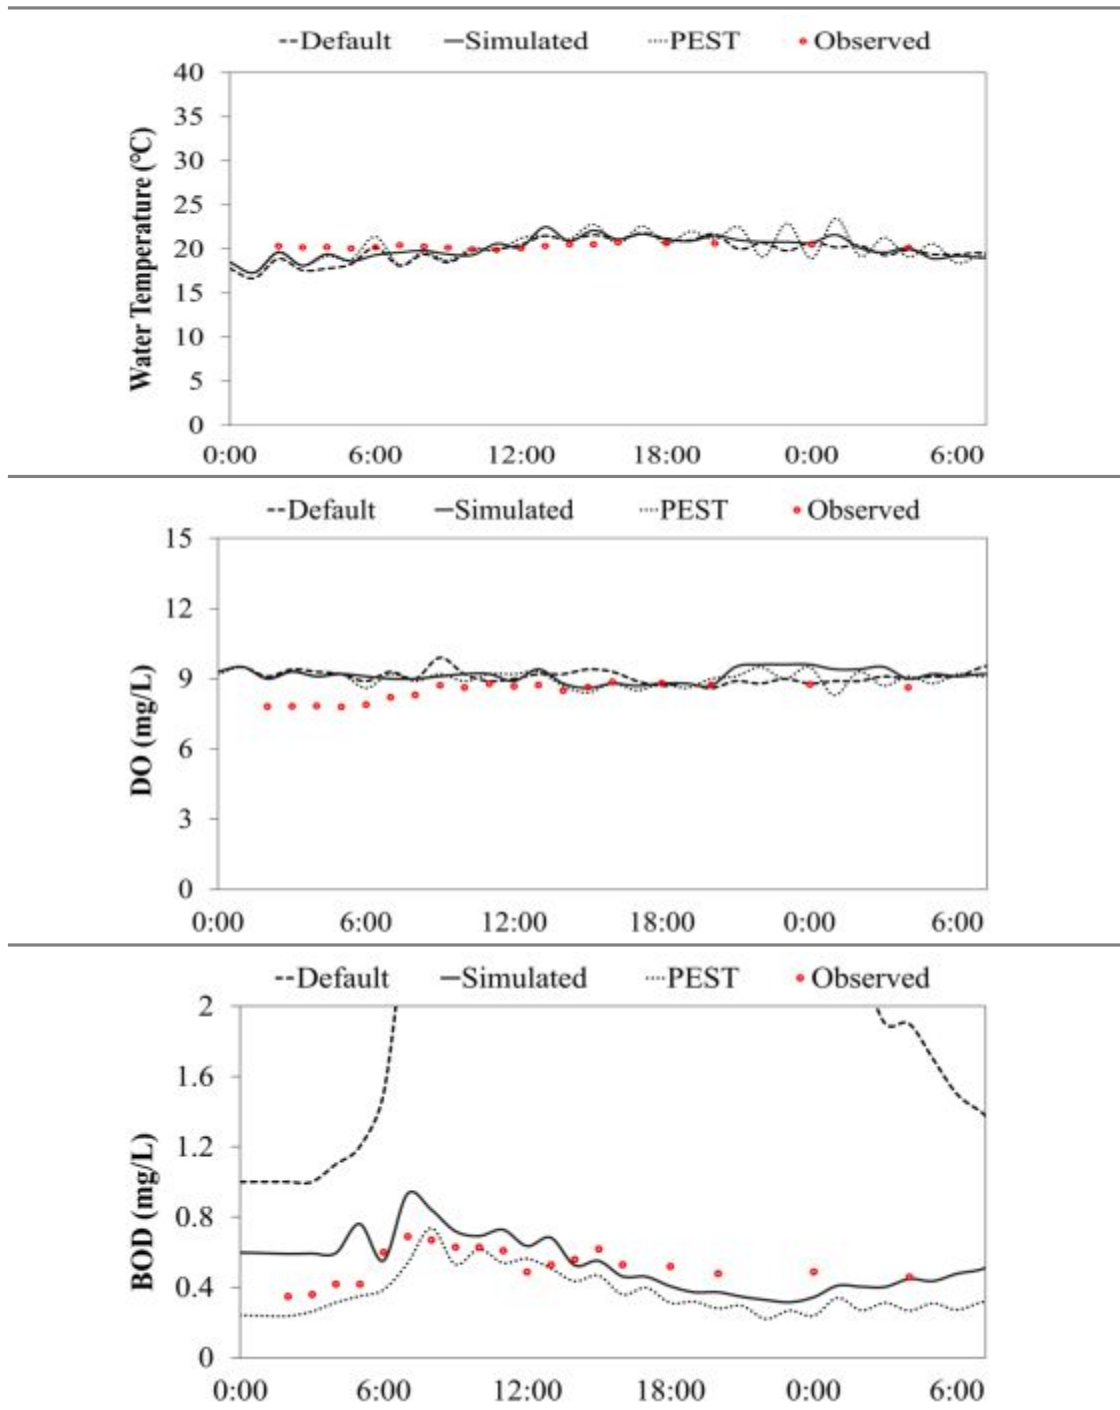 Default Simulated PEST Observed
40
35
30
25
20
15
10
5
0
Water Temperature (℃)
0:00 6:00 12:00 18:00 0:00 6:00
Default Simulated PEST Observed
15
12
9
6
3
0
DO (mg/L)
0:00 6:00 12:00 18:00 0:00 6:00
Default Simulated PEST Observed
2
1.6
1.2
0.8
0.4
0
BOD (mg/L)
0:00 6:00 12:00 18:00 0:00 6:00